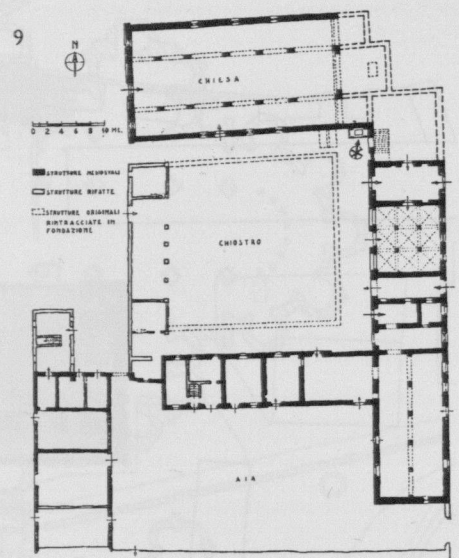 9
N
CHIESA
0 2 4 6 8 10 MT.
STRUTTURE MEDIOEVALI
STRUTTURE RIFATTE
STRUTTURE ORIGINALI
RINTRACCIATE IN
FONDAZIONE
CHIOSTRO
AIA